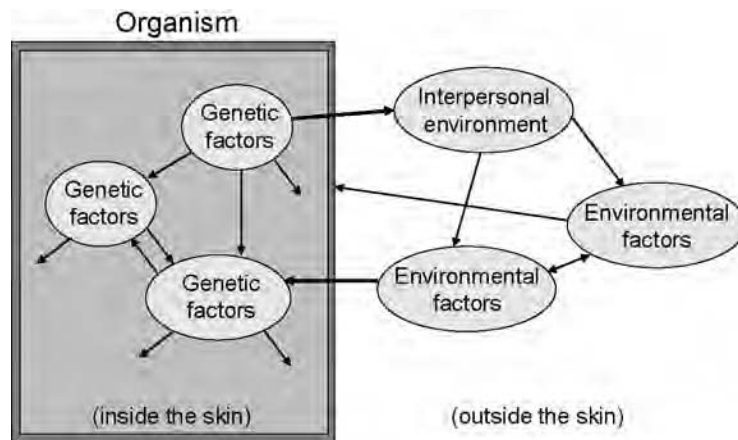 Organism
Genetic
factors
Interpersonal
environment
Genetic
factors
Environmental
factors
Genetic
factors
Environmental
factors
(inside the skin)
(outside the skin)